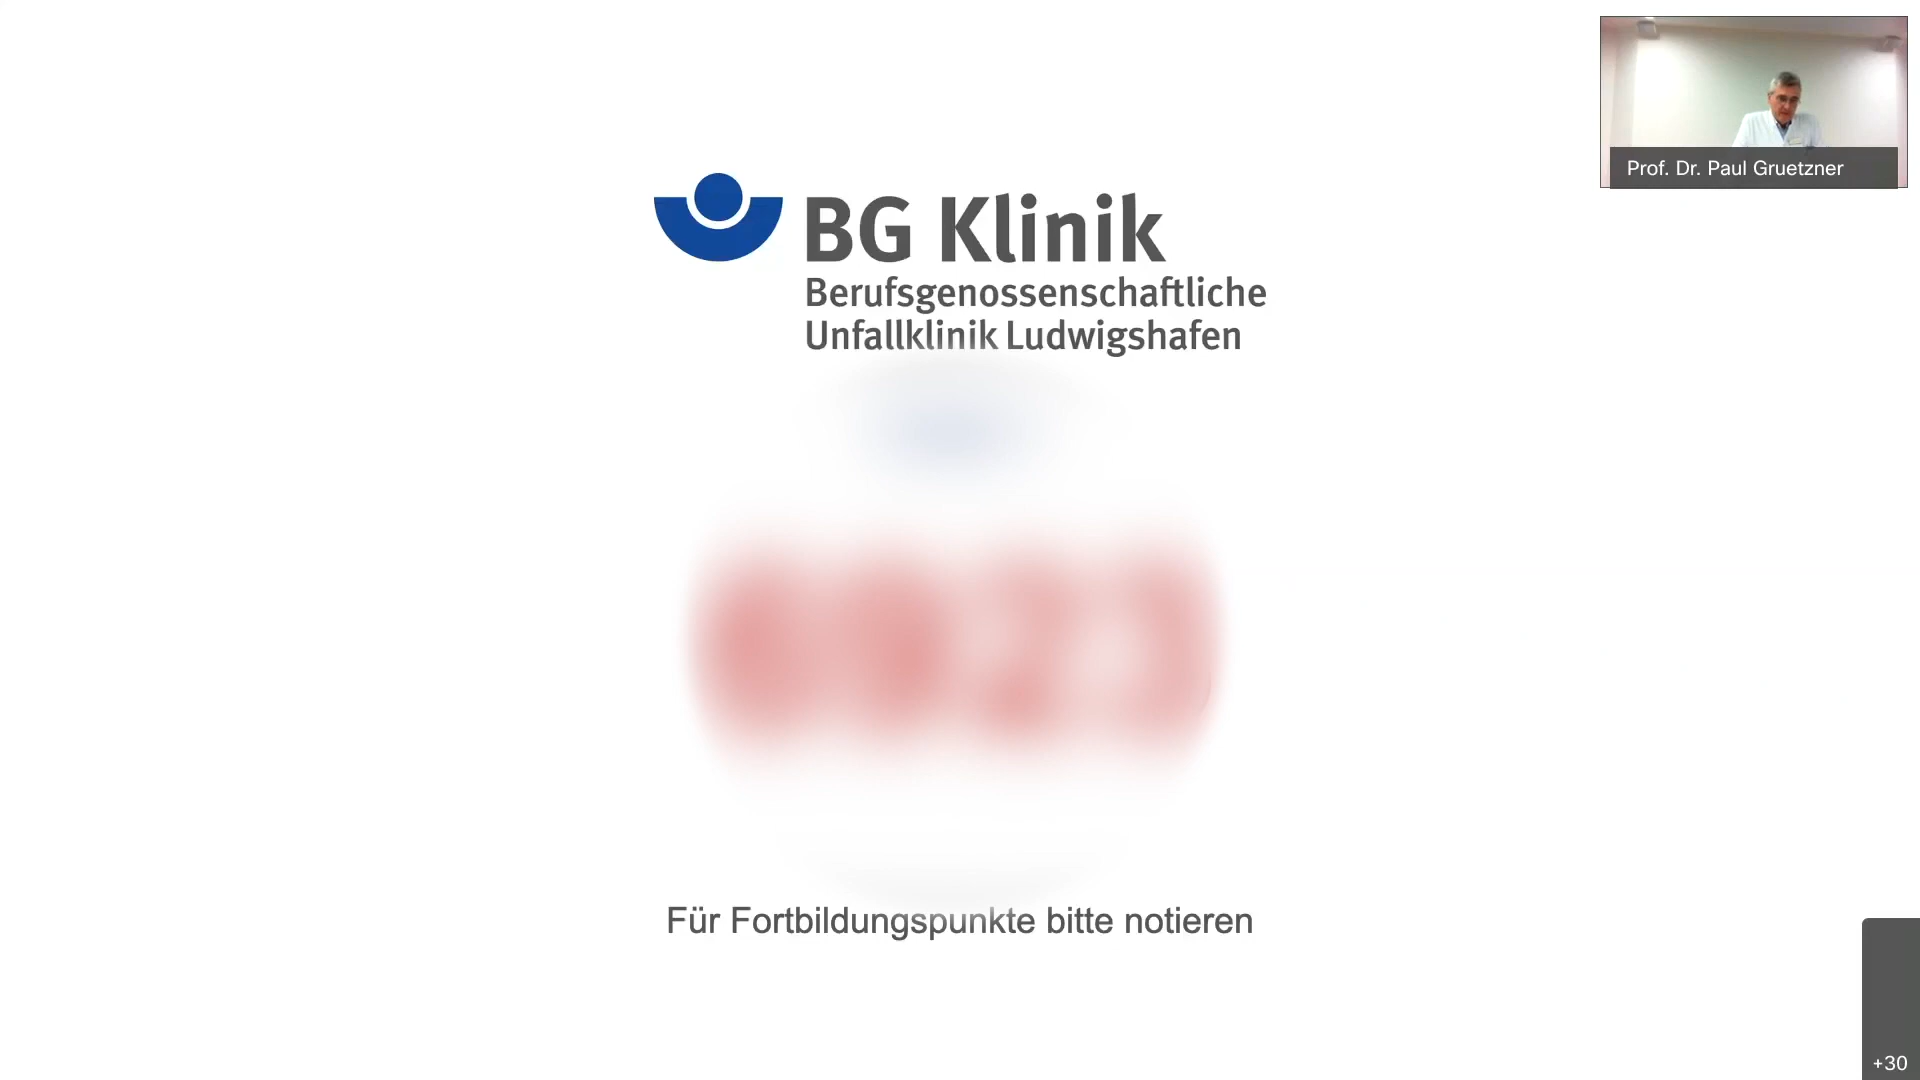 Prof. Dr. Paul Gruetzner
BG Klinik
Berufsgenossenschaftliche
Unfallklinik Ludwigshafen
Für Fortbildungspunkte bitte notieren
+30